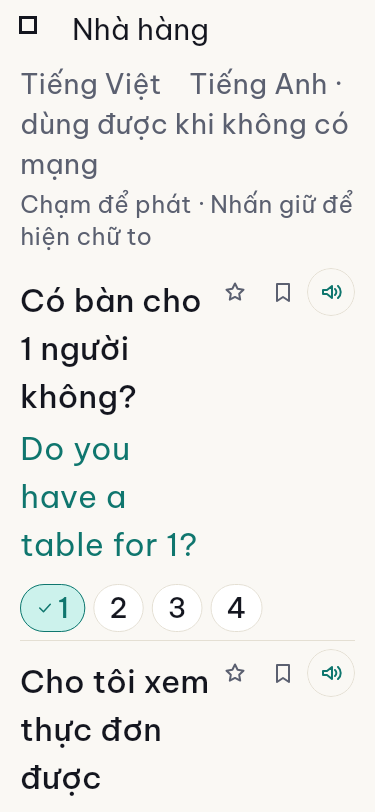 Nhà hàng
Tiếng Việt Tiếng Anh ·
dùng được khi không có
mạng
Chạm để phát · Nhấn giữ để
hiện chữ to
Có bàn cho
1 người
không?
Do you
have a
table for 1?
1 2 3 4
Cho tôi xem
thực đơn
được